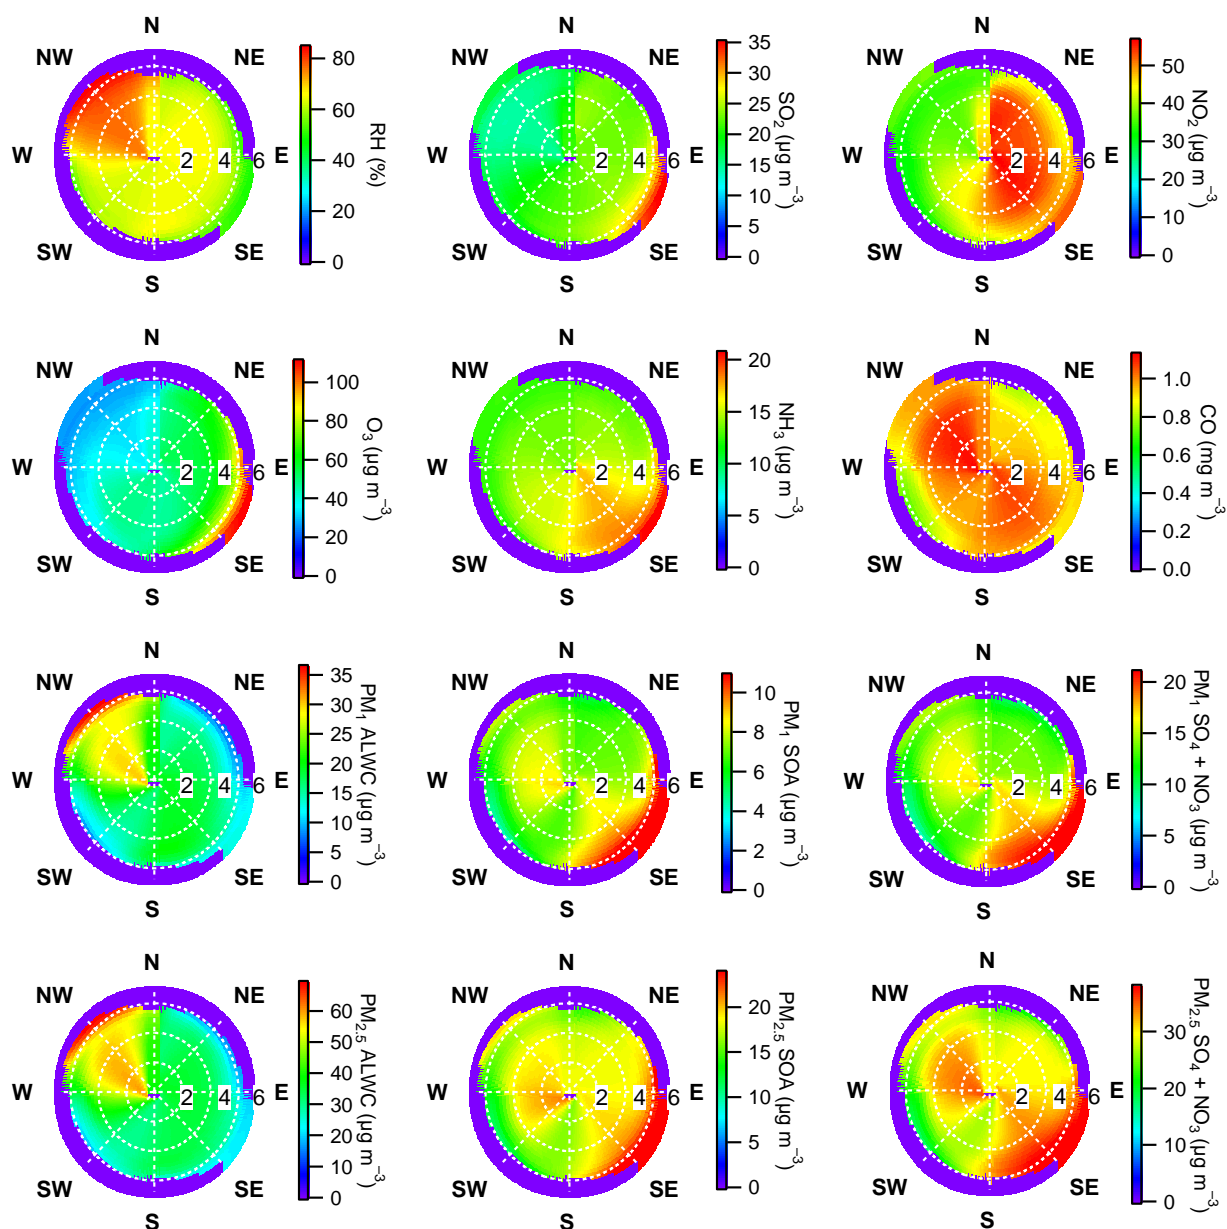 N
NW NE
W 2 4 6 E
SW SE
S
80
60
40
20
0
RH (%)
N
NW NE
W 2 4 6 E
SW SE
S
35
30
25
20
15
10
5
0
SO₂ (µg m⁻³)
N
NW NE
W 2 4 6 E
SW SE
S
50
40
30
20
10
0
NO₂ (µg m⁻³)
N
NW NE
W 2 4 6 E
SW SE
S
100
80
60
40
20
0
O₃ (µg m⁻³)
N
NW NE
W 2 4 6 E
SW SE
S
20
15
10
5
0
NH₃ (µg m⁻³)
N
NW NE
W 2 4 6 E
SW SE
S
1.0
0.8
0.6
0.4
0.2
0.0
CO (mg m⁻³)
N
NW NE
W 2 4 6 E
SW SE
S
35
30
25
20
15
10
5
0
PM₁ ALWC (µg m⁻³)
N
NW NE
W 2 4 6 E
SW SE
S
10
8
6
4
2
0
PM₁ SOA (µg m⁻³)
N
NW NE
W 2 4 6 E
SW SE
S
20
15
10
5
0
PM₁ SO₄ + NO₃ (µg m⁻³)
N
NW NE
W 2 4 6 E
SW SE
S
60
50
40
30
20
10
0
PM₂.₅ ALWC (µg m⁻³)
N
NW NE
W 2 4 6 E
SW SE
S
20
15
10
5
0
PM₂.₅ SOA (µg m⁻³)
N
NW NE
W 2 4 6 E
SW SE
S
30
20
10
0
PM₂.₅ SO₄ + NO₃ (µg m⁻³)